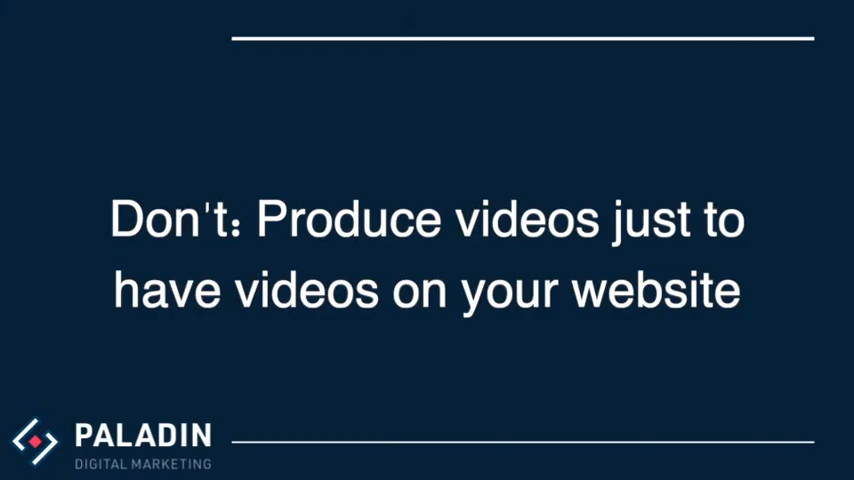 Don't: Produce videos just to
have videos on your website
PALADIN
DIGITAL MARKETING